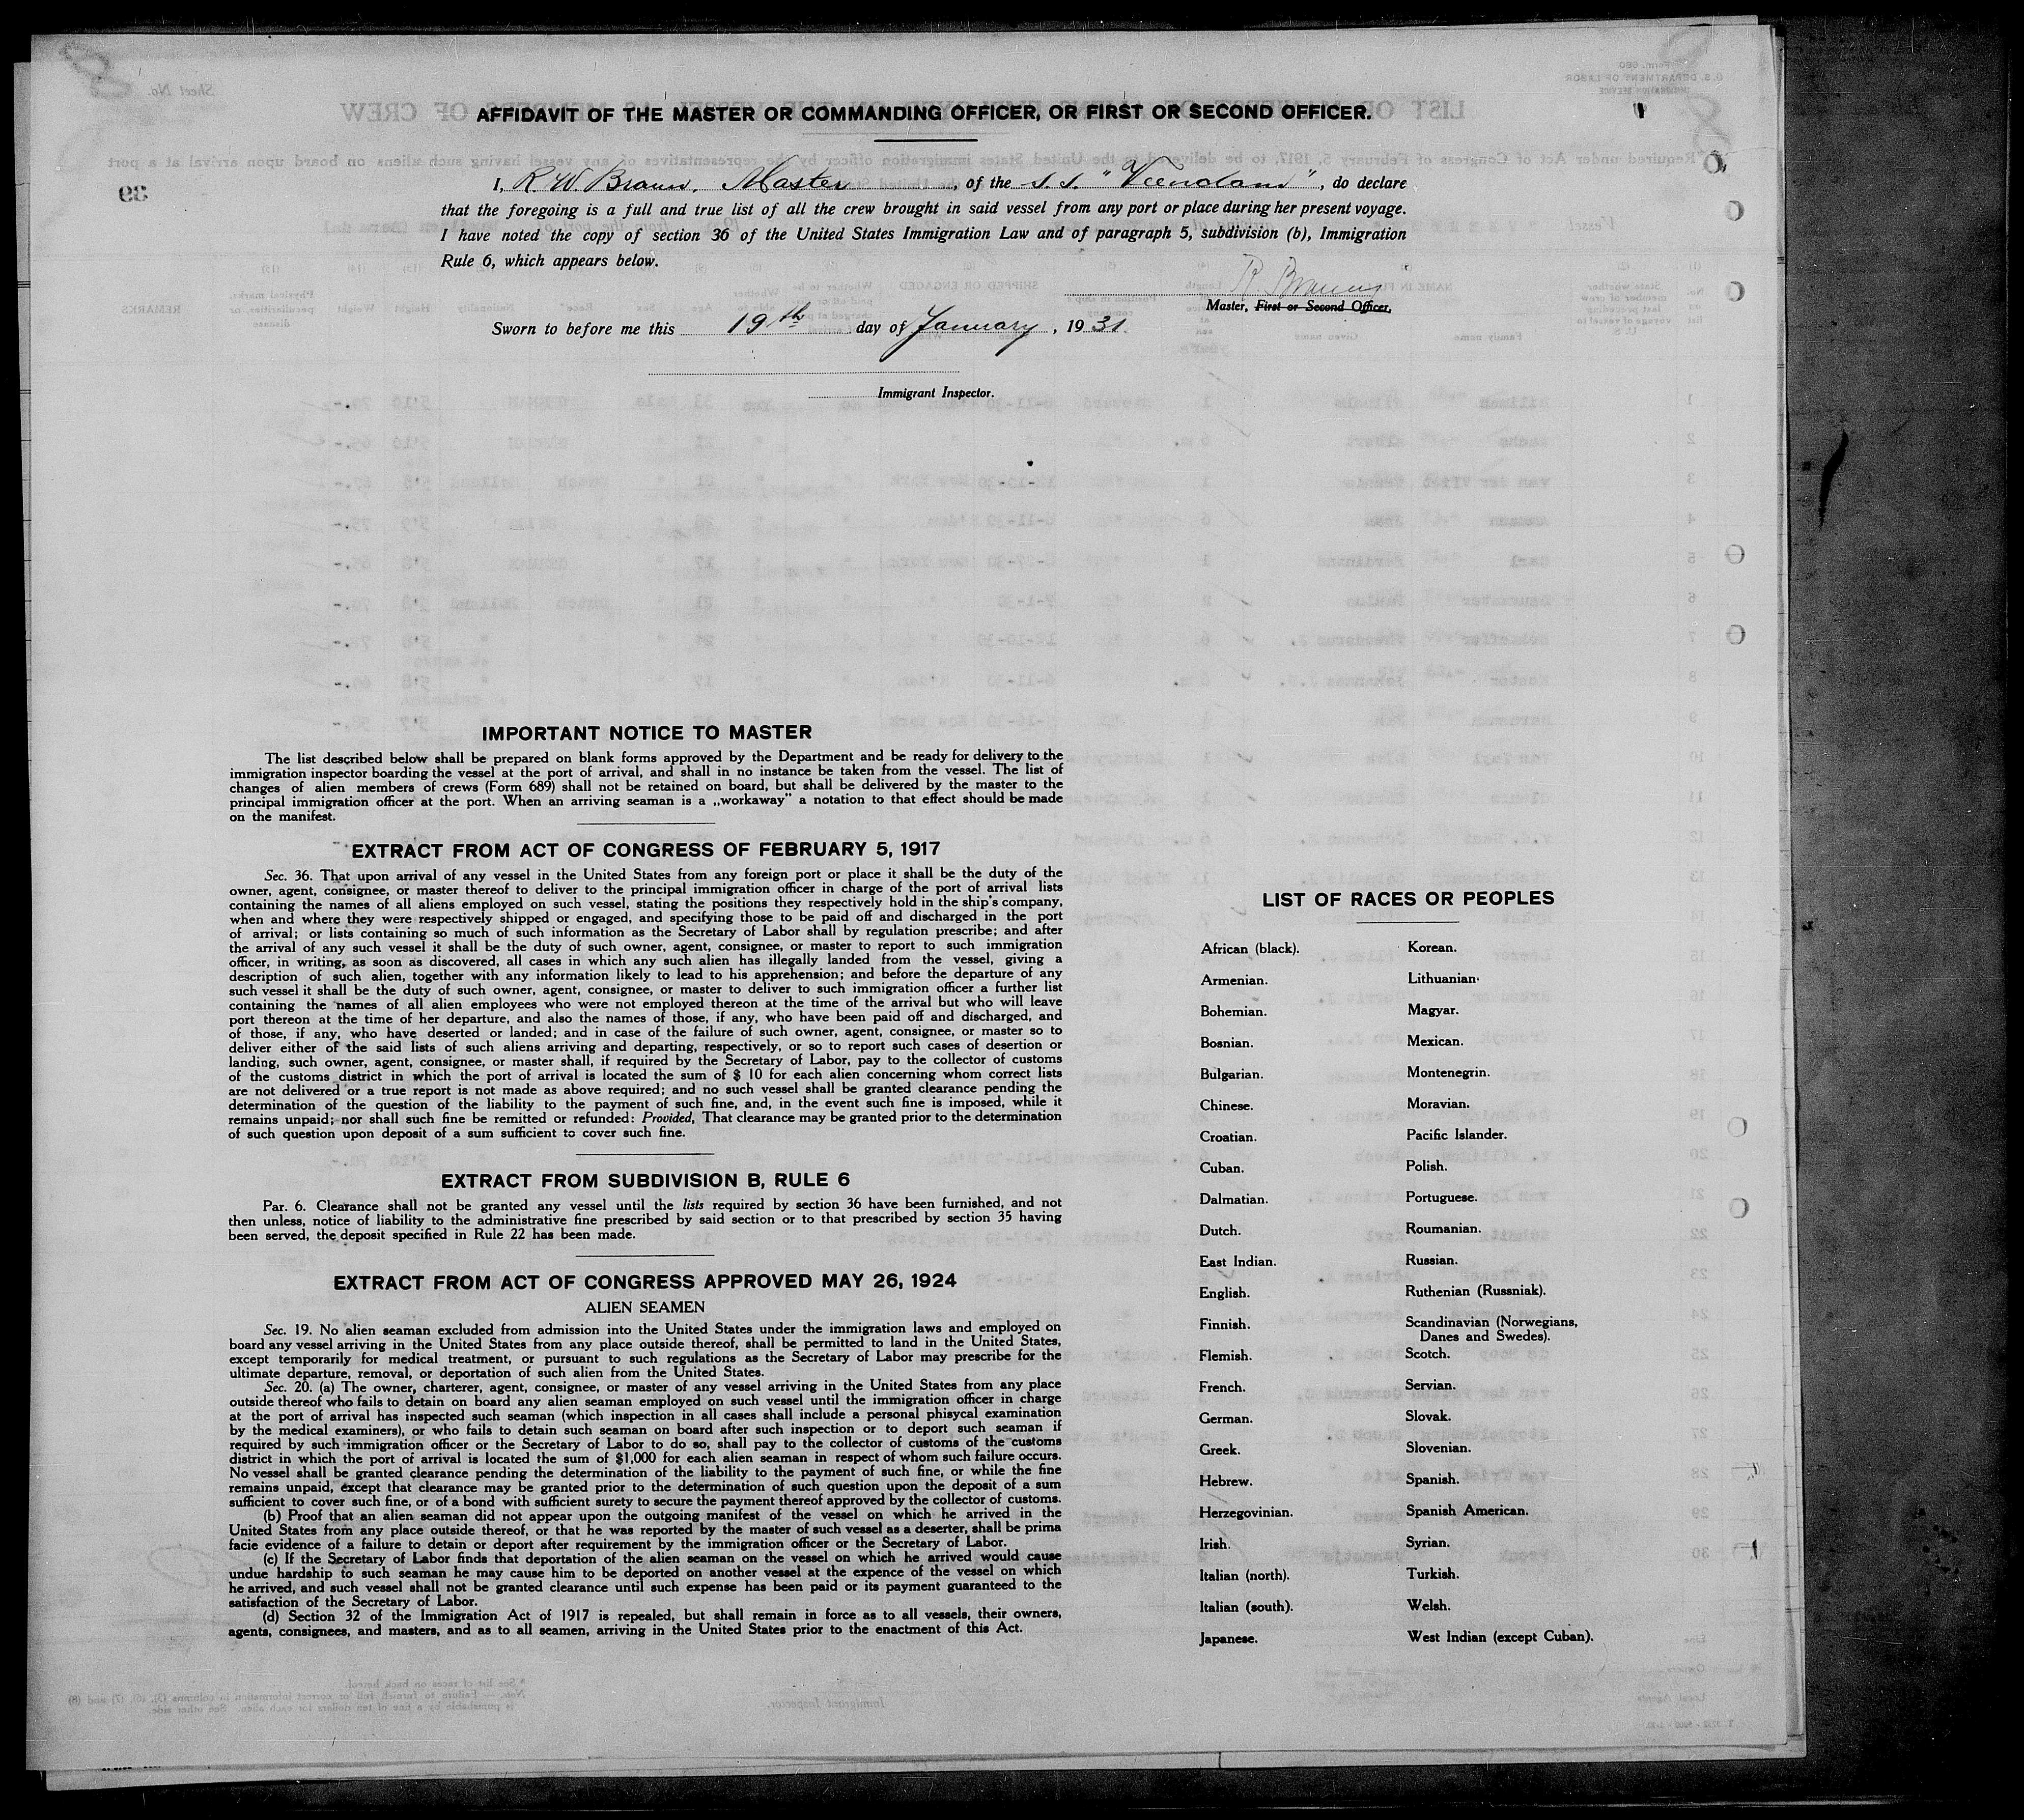 AFFIDAVIT OF THE MASTER OR COMMANDING OFFICER, OR FIRST OR SECOND OFFICER.
I, R. W. Braun, Master, of the S.S. "Veendam", do declare
that the foregoing is a full and true list of all the crew brought in said vessel from any port or place during her present voyage.
I have noted the copy of section 36 of the United States Immigration Law and of paragraph 5, subdivision (b), Immigration
Rule 6, which appears below.
Master, First or Second Officer,
Sworn to before me this 19th day of January, 1931.
Immigrant Inspector.
39
IMPORTANT NOTICE TO MASTER
The list described below shall be prepared on blank forms approved by the Department and be ready for delivery to the
immigration inspector boarding the vessel at the port of arrival, and shall in no instance be taken from the vessel. The list of
changes of alien members of crews (Form 689) shall not be retained on board, but shall be delivered by the master to the
principal immigration officer at the port. When an arriving seaman is a „workaway" a notation to that effect should be made
on the manifest.
EXTRACT FROM ACT OF CONGRESS OF FEBRUARY 5, 1917
Sec. 36. That upon arrival of any vessel in the United States from any foreign port or place it shall be the duty of the
owner, agent, consignee, or master thereof to deliver to the principal immigration officer in charge of the port of arrival lists
containing the names of all aliens employed on such vessel, stating the positions they respectively hold in the ship's company,
when and where they were respectively shipped or engaged, and specifying those to be paid off and discharged in the port
of arrival; or lists containing so much of such information as the Secretary of Labor shall by regulation prescribe; and after
the arrival of any such vessel it shall be the duty of such owner, agent, consignee, or master to report to such immigration
officer, in writing, as soon as discovered, all cases in which any such alien has illegally landed from the vessel, giving a
description of such alien, together with any information likely to lead to his apprehension; and before the departure of any
such vessel it shall be the duty of such owner, agent, consignee, or master to deliver to such immigration officer a further list
containing the names of all alien employees who were not employed thereon at the time of the arrival but who will leave
port thereon at the time of her departure, and also the names of those, if any, who have been paid off and discharged, and
of those, if any, who have deserted or landed; and in case of the failure of such owner, agent, consignee, or master so to
deliver either of the said lists of such aliens arriving and departing, respectively, or so to report such cases of desertion or
landing, such owner, agent, consignee, or master shall, if required by the Secretary of Labor, pay to the collector of customs
of the customs district in which the port of arrival is located the sum of $ 10 for each alien concerning whom correct lists
are not delivered or a true report is not made as above required; and no such vessel shall be granted clearance pending the
determination of the question of the liability to the payment of such fine, and, in the event such fine is imposed, while it
remains unpaid; nor shall such fine be remitted or refunded: Provided, That clearance may be granted prior to the determination
of such question upon deposit of a sum sufficient to cover such fine.
EXTRACT FROM SUBDIVISION B, RULE 6
Par. 6. Clearance shall not be granted any vessel until the lists required by section 36 have been furnished, and not
then unless, notice of liability to the administrative fine prescribed by said section or to that prescribed by section 35 having
been served, the deposit specified in Rule 22 has been made.
EXTRACT FROM ACT OF CONGRESS APPROVED MAY 26, 1924
ALIEN SEAMEN
Sec. 19. No alien seaman excluded from admission into the United States under the immigration laws and employed on
board any vessel arriving in the United States from any place outside thereof, shall be permitted to land in the United States,
except temporarily for medical treatment, or pursuant to such regulations as the Secretary of Labor may prescribe for the
ultimate departure, removal, or deportation of such alien from the United States.
Sec. 20. (a) The owner, charterer, agent, consignee, or master of any vessel arriving in the United States from any place
outside thereof who fails to detain on board any alien seaman employed on such vessel until the immigration officer in charge
at the port of arrival has inspected such seaman (which inspection in all cases shall include a personal phisycal examination
by the medical examiners), or who fails to detain such seaman on board after such inspection or to deport such seaman if
required by such immigration officer or the Secretary of Labor to do so, shall pay to the collector of customs of the customs
district in which the port of arrival is located the sum of $1,000 for each alien seaman in respect of whom such failure occurs.
No vessel shall be granted clearance pending the determination of the liability to the payment of such fine, or while the fine
remains unpaid, except that clearance may be granted prior to the determination of such question upon the deposit of a sum
sufficient to cover such fine, or of a bond with sufficient surety to secure the payment thereof approved by the collector of customs.
(b) Proof that an alien seaman did not appear upon the outgoing manifest of the vessel on which he arrived in the
United States from any place outside thereof, or that he was reported by the master of such vessel as a deserter, shall be prima
facie evidence of a failure to detain or deport after requirement by the immigration officer or the Secretary of Labor.
(c) If the Secretary of Labor finds that deportation of the alien seaman on the vessel on which he arrived would cause
undue hardship to such seaman he may cause him to be deported on another vessel at the expence of the vessel on which
he arrived, and such vessel shall not be granted clearance until such expense has been paid or its payment guaranteed to the
satisfaction of the Secretary of Labor.
(d) Section 32 of the Immigration Act of 1917 is repealed, but shall remain in force as to all vessels, their owners,
agents, consignees, and masters, and as to all seamen, arriving in the United States prior to the enactment of this Act.
LIST OF RACES OR PEOPLES
African (black).
Armenian.
Bohemian.
Bosnian.
Bulgarian.
Chinese.
Croatian.
Cuban.
Dalmatian.
Dutch.
East Indian.
English.
Finnish.
Flemish.
French.
German.
Greek.
Hebrew.
Herzegovinian.
Irish.
Italian (north).
Italian (south).
Japanese.
Korean.
Lithuanian.
Magyar.
Mexican.
Montenegrin.
Moravian.
Pacific Islander.
Polish.
Portuguese.
Roumanian.
Russian.
Ruthenian (Russniak).
Scandinavian (Norwegians,
Danes and Swedes).
Scotch.
Servian.
Slovak.
Slovenian.
Spanish.
Spanish American.
Syrian.
Turkish.
Welsh.
West Indian (except Cuban).